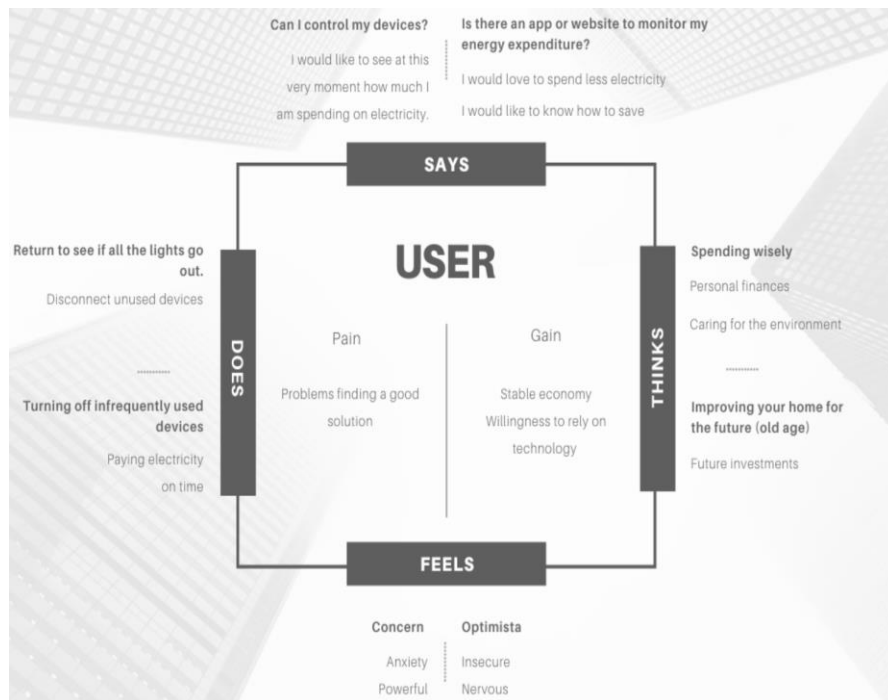 Can I control my devices?
I would like to see at this
very moment how much I
am spending on electricity.
Is there an app or website to monitor my
energy expenditure?
I would love to spend less electricity
I would like to know how to save
SAYS
Return to see if all the lights go
out.
Disconnect unused devices
Turning off infrequently used
devices
Paying electricity
on time
DOES
USER
Pain
Problems finding a good
solution
Gain
Stable economy
Willingness to rely on
technology
THINKS
Spending wisely
Personal finances
Caring for the environment
Improving your home for
the future (old age)
Future investments
FEELS
Concern
Anxiety
Powerful
Optimista
Insecure
Nervous